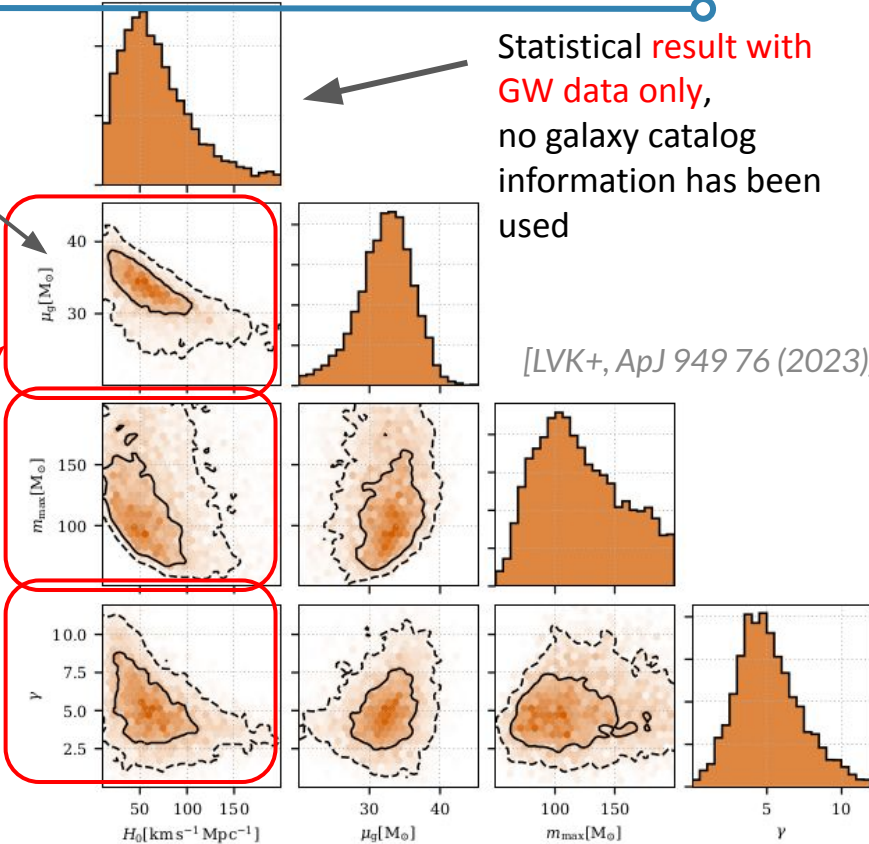 Statistical result with
GW data only,
no galaxy catalog
information has been
used
[LVK+, ApJ 949 76 (2023)
40
30
μg[M⊙]
150
100
mmax[M⊙]
10.0
7.5
5.0
2.5
γ
50 100 150
H0[km s−1 Mpc−1]
30 40
μg[M⊙]
100 150
mmax[M⊙]
5 10
γ